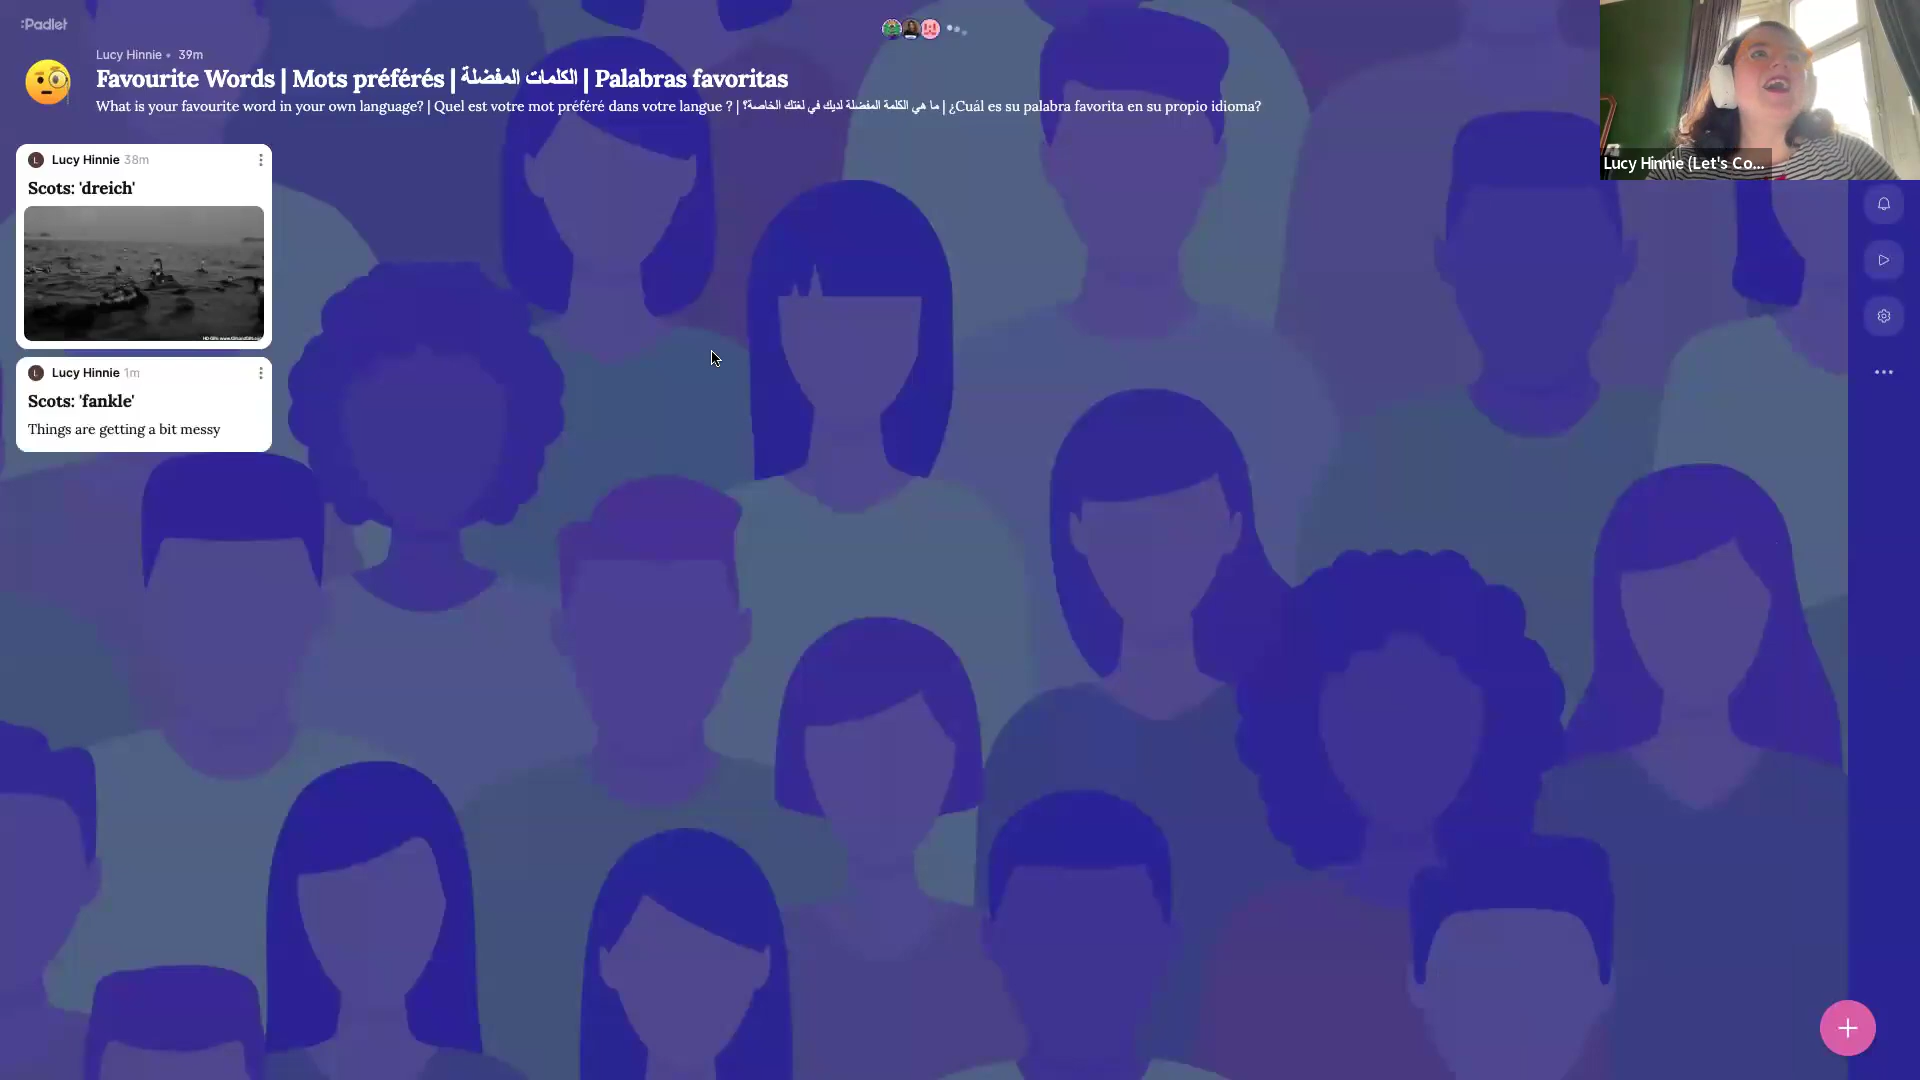 :Padlet
Lucy Hinnie • 39m
Favourite Words | Mots préférés | الكلمات المفضلة | Palabras favoritas
What is your favourite word in your own language? | Quel est votre mot préféré dans votre langue ? | ما هي الكلمة المفضلة لديك في لغتك الخاصة؟ | ¿Cuál es su palabra favorita en su propio idioma?
Lucy Hinnie (Let's Co...
L Lucy Hinnie 38m
Scots: 'dreich'
L Lucy Hinnie 1m
Scots: 'fankle'
Things are getting a bit messy